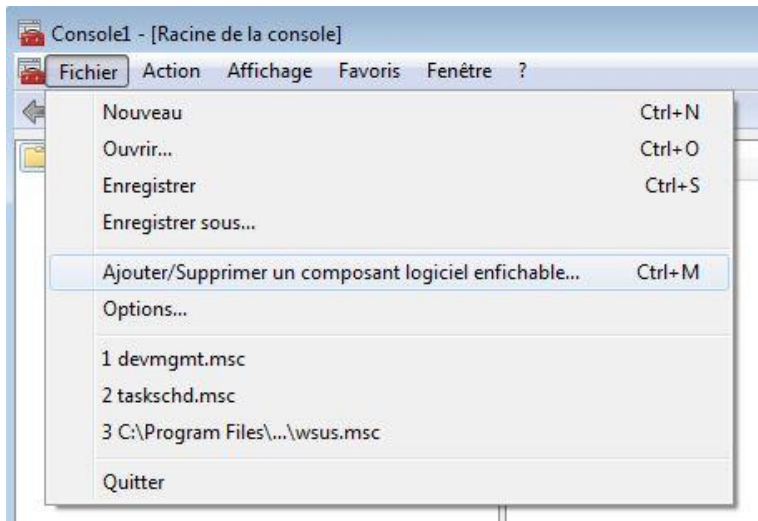 Console1 - [Racine de la console]
Fichier Action Affichage Favoris Fenêtre ?
Nouveau Ctrl+N
Ouvrir... Ctrl+O
Enregistrer Ctrl+S
Enregistrer sous...
Ajouter/Supprimer un composant logiciel enfichable... Ctrl+M
Options...
1 devmgmt.msc
2 taskschd.msc
3 C:\Program Files\...\wsus.msc
Quitter